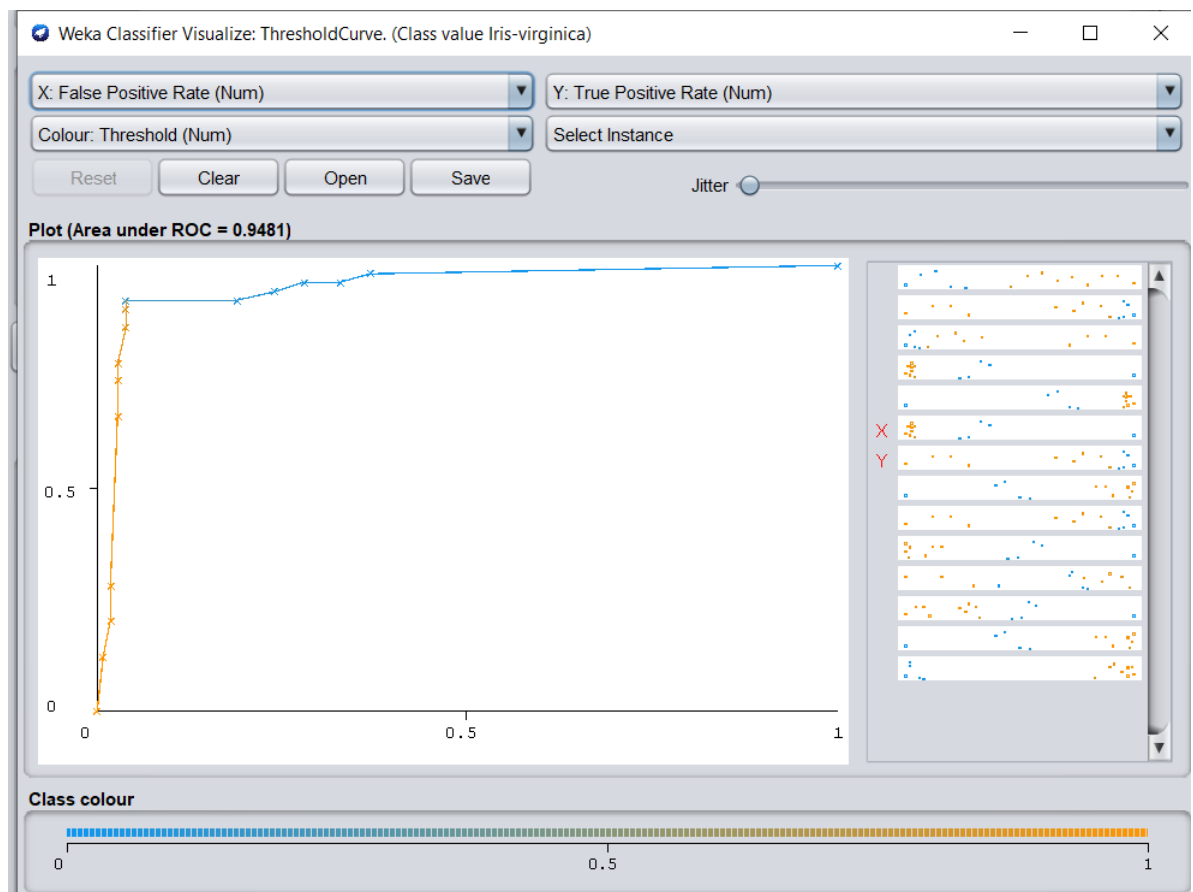 Weka Classifier Visualize: ThresholdCurve. (Class value Iris-virginica)
X: False Positive Rate (Num) Y: True Positive Rate (Num)
Colour: Threshold (Num) Select Instance
Reset Clear Open Save Jitter
Plot (Area under ROC = 0.9481)
1
X
Y
0.5
0
0 0.5 1
Class colour
0 0.5 1